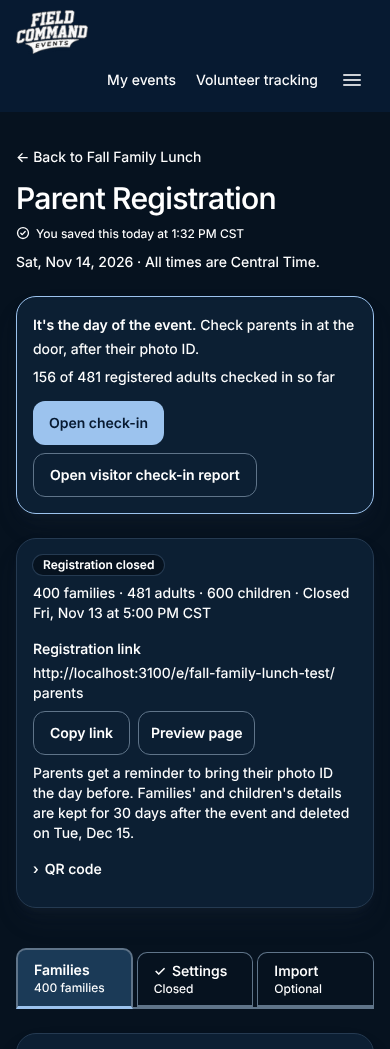 FIELD
COMMAND
EVENTS
My events Volunteer tracking
← Back to Fall Family Lunch
Parent Registration
You saved this today at 1:32 PM CST
Sat, Nov 14, 2026 · All times are Central Time.
It's the day of the event. Check parents in at the
door, after their photo ID.
156 of 481 registered adults checked in so far
Open check-in
Open visitor check-in report
Registration closed
400 families · 481 adults · 600 children · Closed
Fri, Nov 13 at 5:00 PM CST
Registration link
http://localhost:3100/e/fall-family-lunch-test/
parents
Copy link Preview page
Parents get a reminder to bring their photo ID
the day before. Families' and children's details
are kept for 30 days after the event and deleted
on Tue, Dec 15.
› QR code
Families ✓ Settings Import
400 families Closed Optional